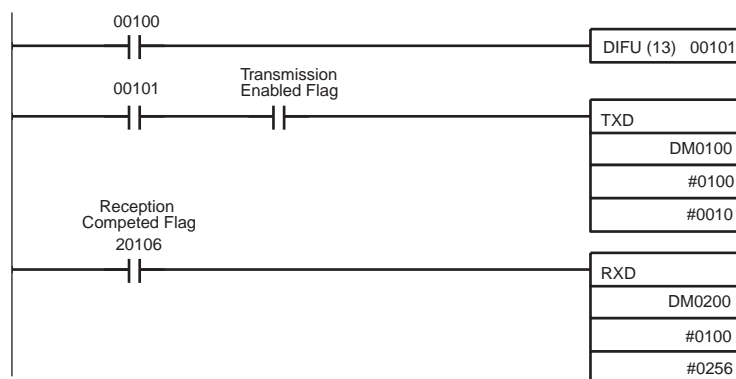 00100
DIFU (13) 00101
00101
Transmission
Enabled Flag
TXD
DM0100
#0100
#0010
Reception
Competed Flag
20106
RXD
DM0200
#0100
#0256